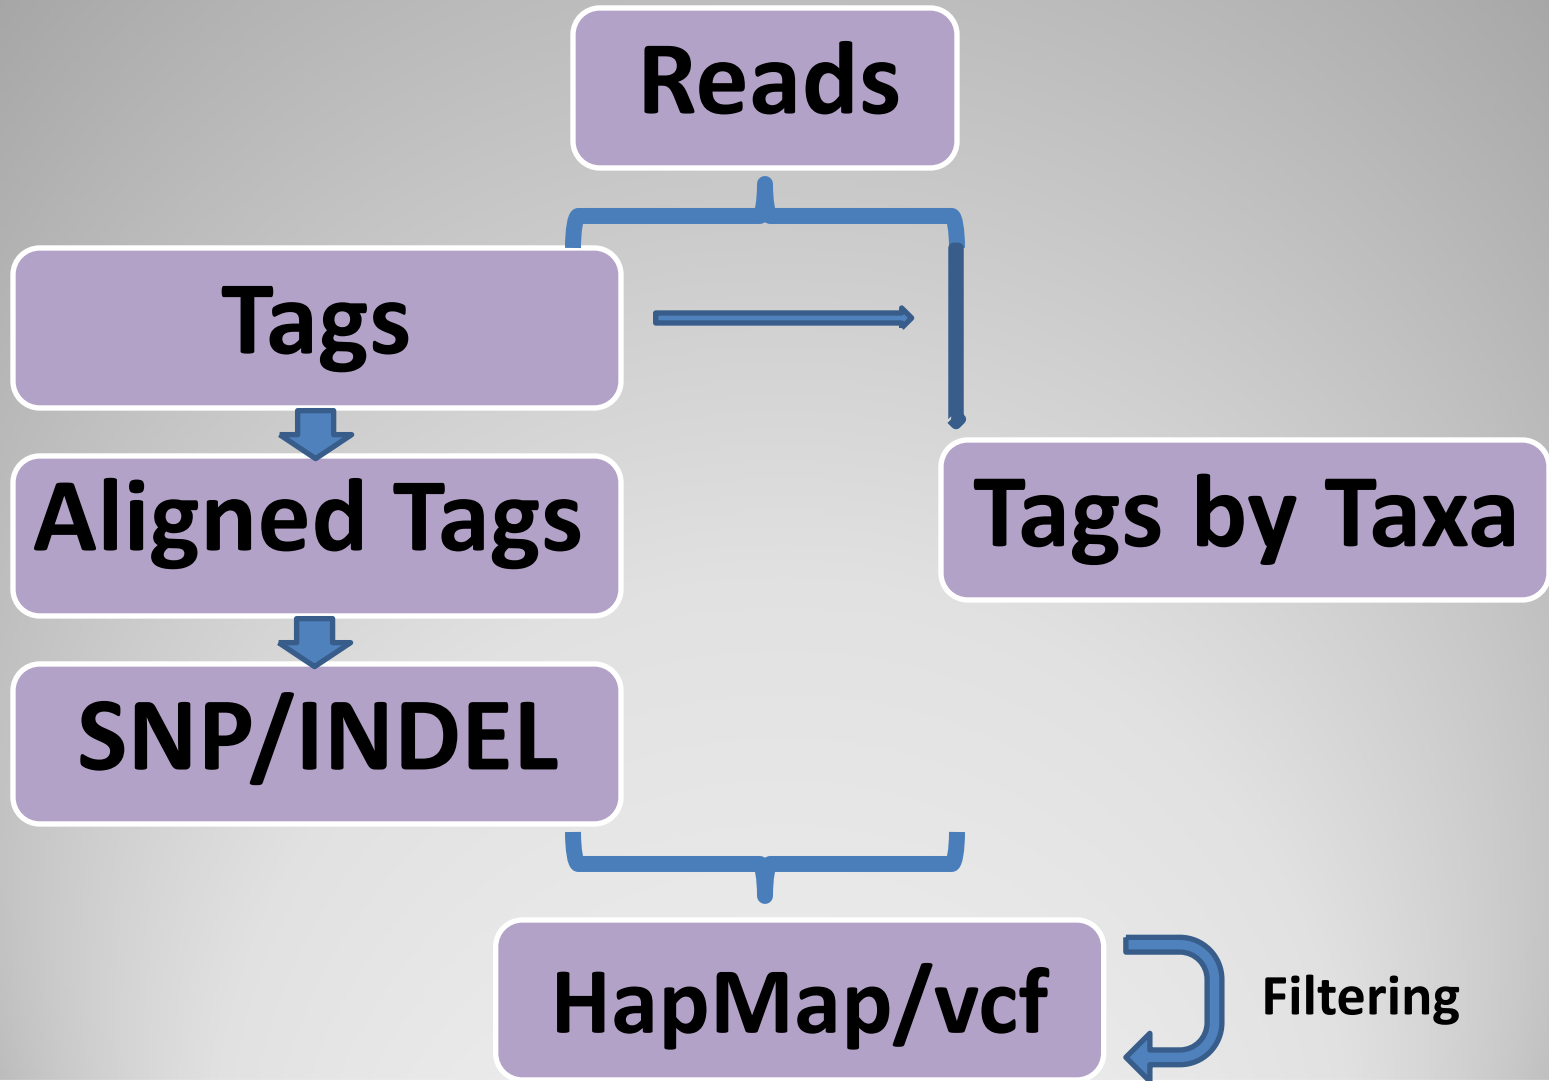 Reads
Tags
Aligned Tags
Tags by Taxa
SNP/INDEL
HapMap/vcf
Filtering